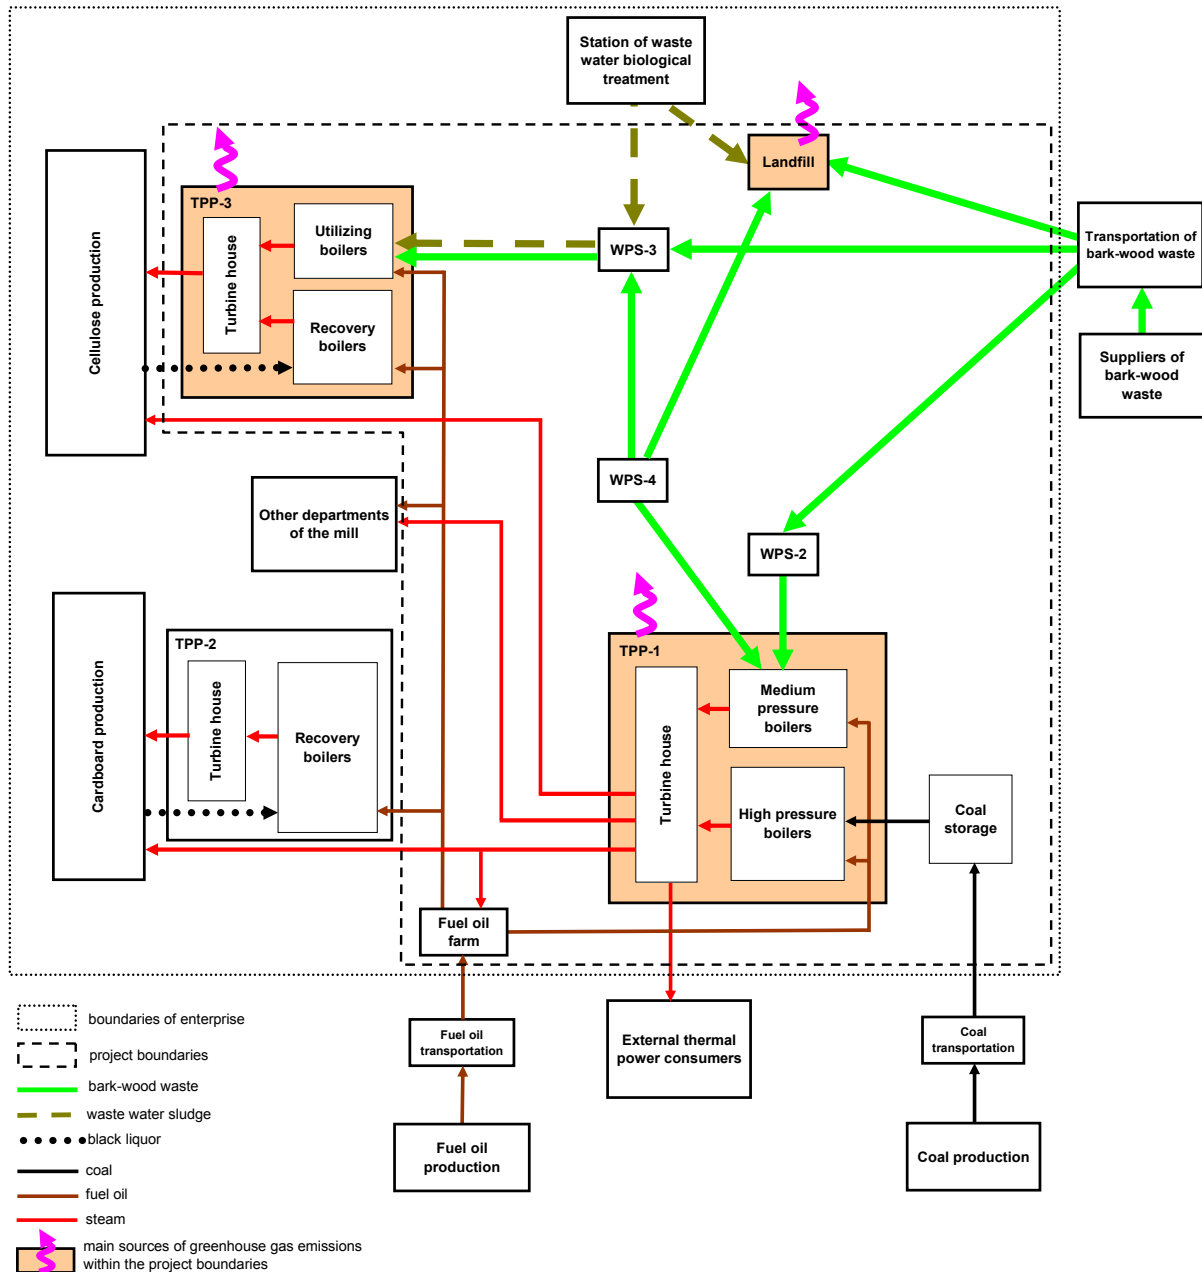 Station of waste
water biological
treatment
Landfill
TPP-3
Utilizing
boilers
Turbine house
Recovery
boilers
Cellulose production
WPS-3
Transportation of
bark-wood waste
Suppliers of
bark-wood
waste
WPS-4
Other departments
of the mill
WPS-2
Cardboard production
TPP-2
Turbine house
Recovery
boilers
TPP-1
Turbine house
Medium
pressure
boilers
High pressure
boilers
Coal
storage
Fuel oil
farm
Fuel oil
transportation
Fuel oil
production
External thermal
power consumers
Coal
transportation
Coal production
boundaries of enterprise
project boundaries
bark-wood waste
waste water sludge
black liquor
coal
fuel oil
steam
main sources of greenhouse gas emissions
within the project boundaries